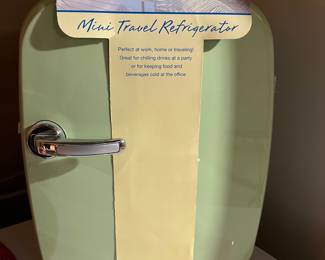 Mini Travel Refrigerator
Perfect at work, home or traveling!
Great for chilling drinks at a party
or for keeping food and
beverages cold at the office